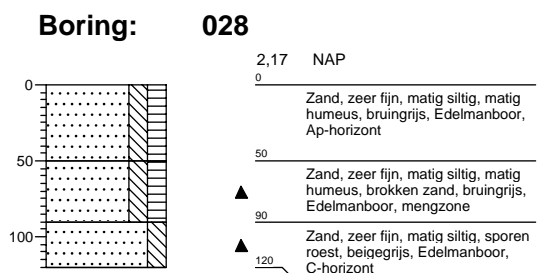 Boring: 028
2,17 NAP
0
0
Zand, zeer fijn, matig siltig, matig
humeus, bruingrijs, Edelmanboor,
Ap-horizont
50
50
Zand, zeer fijn, matig siltig, matig
humeus, brokken zand, bruingrijs,
Edelmanboor, mengzone
90
100
Zand, zeer fijn, matig siltig, sporen
roest, beigegrijs, Edelmanboor,
120
C-horizont